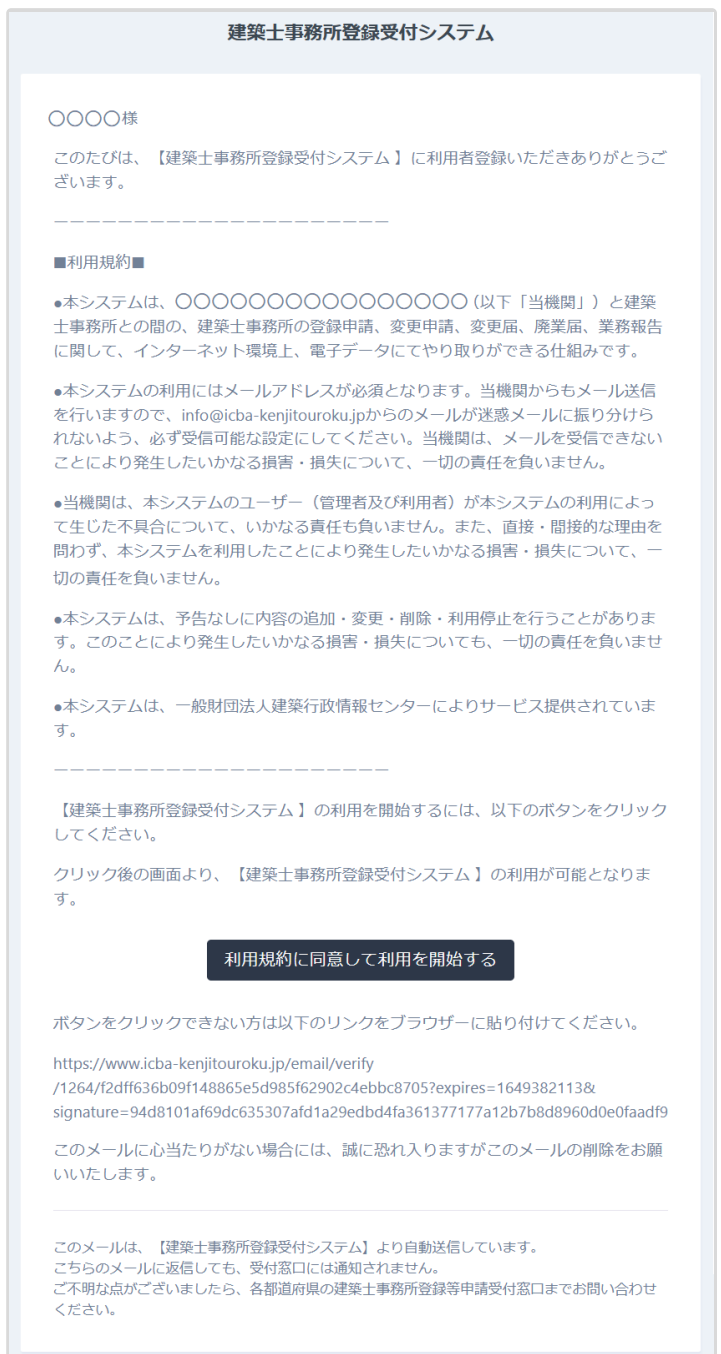 建築士事務所登録受付システム
〇〇〇〇様
このたびは、【建築士事務所登録受付システム 】に利用者登録いただきありがとうご
ざいます。
ーーーーーーーーーーーーーーーーーーーーー
■利用規約■
●本システムは、〇〇〇〇〇〇〇〇〇〇〇〇〇〇〇〇(以下「当機関」）と建築
士事務所との間の、建築士事務所の登録申請、変更申請、変更届、廃業届、業務報告
に関して、インターネット環境上、電子データにてやり取りができる仕組みです。
●本システムの利用にはメールアドレスが必須となります。当機関からもメール送信
を行いますので、info@icba-kenjitouroku.jpからのメールが迷惑メールに振り分けら
れないよう、必ず受信可能な設定にしてください。当機関は、メールを受信できない
ことにより発生したいかなる損害・損失について、一切の責任を負いません。
●当機関は、本システムのユーザー（管理者及び利用者）が本システムの利用によっ
て生じた不具合について、いかなる責任も負いません。また、直接・間接的な理由を
問わず、本システムを利用したことにより発生したいかなる損害・損失について、一
切の責任を負いません。
●本システムは、予告なしに内容の追加・変更・削除・利用停止を行うことがありま
す。このことにより発生したいかなる損害・損失についても、一切の責任を負いませ
ん。
●本システムは、一般財団法人建築行政情報センターによりサービス提供されていま
す。
ーーーーーーーーーーーーーーーーーーーーー
【建築士事務所登録受付システム 】の利用を開始するには、以下のボタンをクリック
してください。
クリック後の画面より、【建築士事務所登録受付システム 】の利用が可能となりま
す。
利用規約に同意して利用を開始する
ボタンをクリックできない方は以下のリンクをブラウザーに貼り付けてください。
https://www.icba-kenjitouroku.jp/email/verify
/1264/f2dff636b09f148865e5d985f62902c4ebbc8705?expires=1649382113&
signature=94d8101af69dc635307afd1a29edbd4fa361377177a12b7b8d8960d0e0faadf9
このメールに心当たりがない場合には、誠に恐れ入りますがこのメールの削除をお願
いいたします。
このメールは、【建築士事務所登録受付システム】より自動送信しています。
こちらのメールに返信しても、受付窓口には通知されません。
ご不明な点がございましたら、各都道府県の建築士事務所登録等申請受付窓口までお問い合わせ
ください。